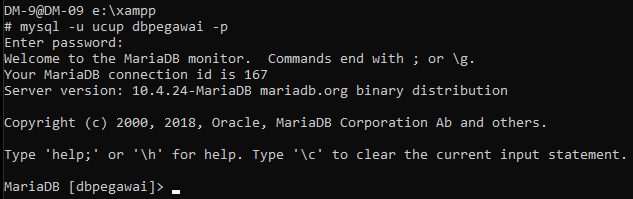 DM-9@DM-09 e:\xampp
# mysql -u ucup dbpegawai -p
Enter password:
Welcome to the MariaDB monitor.  Commands end with ; or \g.
Your MariaDB connection id is 167
Server version: 10.4.24-MariaDB mariadb.org binary distribution
Copyright (c) 2000, 2018, Oracle, MariaDB Corporation Ab and others.
Type 'help;' or '\h' for help. Type '\c' to clear the current input statement.
MariaDB [dbpegawai]> _